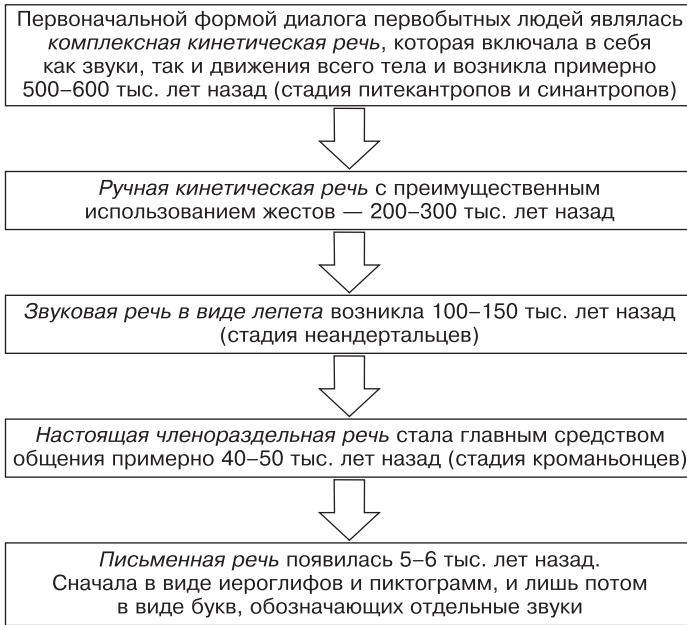 Первоначальной формой диалога первобытных людей являлась
комплексная кинетическая речь, которая включала в себя
как звуки, так и движения всего тела и возникла примерно
500–600 тыс. лет назад (стадия питекантропов и синантропов)
Ручная кинетическая речь с преимущественным
использованием жестов — 200–300 тыс. лет назад
Звуковая речь в виде лепета возникла 100–150 тыс. лет назад
(стадия неандертальцев)
Настоящая членораздельная речь стала главным средством
общения примерно 40–50 тыс. лет назад (стадия кроманьонцев)
Письменная речь появилась 5–6 тыс. лет назад.
Сначала в виде иероглифов и пиктограмм, и лишь потом
в виде букв, обозначающих отдельные звуки